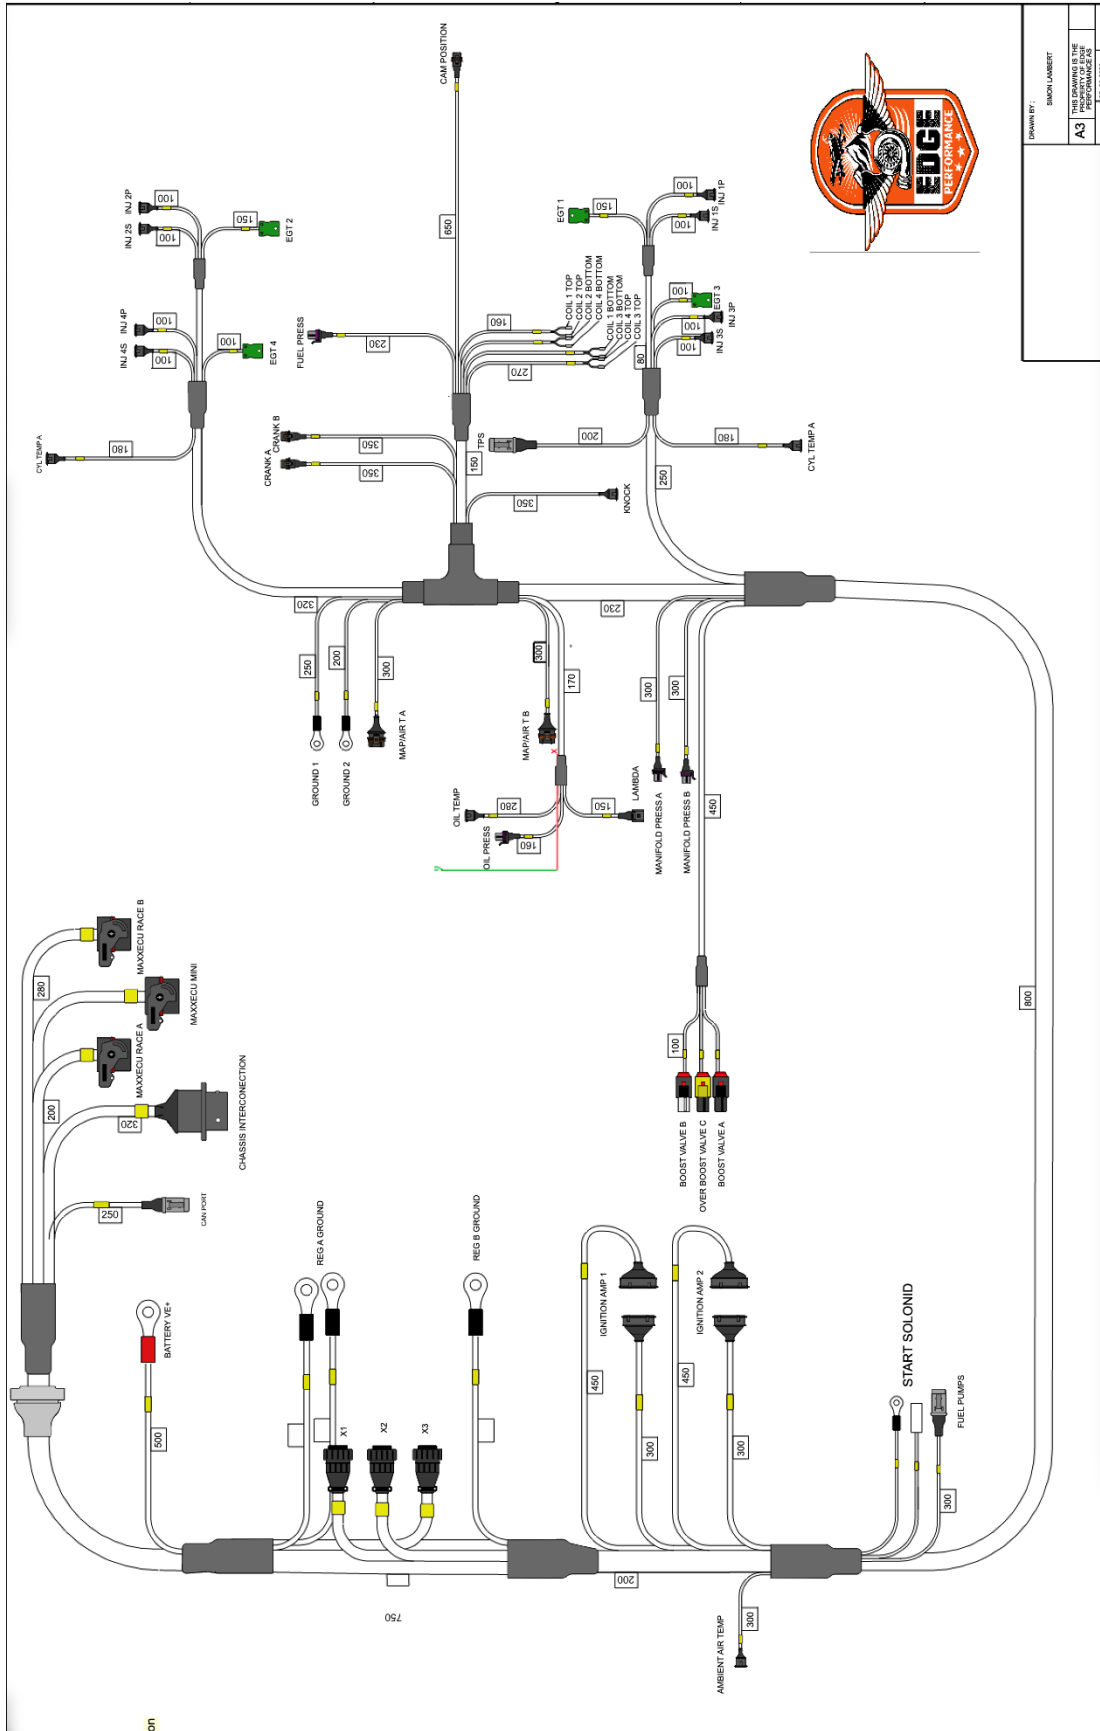 DRAWN BY :
SIMON LAMBERT
A3
THIS DRAWING IS THE
PROPERTY OF EDGE
PERFORMANCE AS
EDGE
PERFORMANCE
CAM POSITION
650
INJ 2P
100
INJ 2S
100
150
EGT 2
INJ 4P
100
INJ 4S
100
100
EGT 4
CYL TEMP A
180
FUEL PRESS
230
160
COIL 1 TOP
COIL 2 TOP
COIL 2 BOTTOM
COIL 4 BOTTOM
COIL 1 BOTTOM
COIL 3 BOTTOM
COIL 4 TOP
COIL 3 TOP
270
EGT 1
150
100
INJ 1P
100
INJ 1S
80
100
EGT 3
100
INJ 3P
100
INJ 3S
CRANK B
350
CRANK A
350
150
TPS
200
180
CYL TEMP A
350
KNOCK
250
320
230
250
GROUND 1
200
GROUND 2
300
MAP/AIR T A
300
MAP/AIR T B
170
X
y
OIL TEMP
280
OIL PRESS
160
150
LAMBDA
300
MANIFOLD PRESS A
300
MANIFOLD PRESS B
450
100
BOOST VALVE B
OVER BOOST VALVE C
BOOST VALVE A
800
280
MAXXECU RACE B
MAXXECU MINI
MAXXECU RACE A
200
320
CHASSIS INTERCONECTION
250
CAN PORT
BATTERY VE+
500
REG A GROUND
X1
X2
X3
REG B GROUND
750
200
IGNITION AMP 1
450
300
IGNITION AMP 2
450
300
START SOLONID
FUEL PUMPS
300
AMBIENT AIR TEMP
300
on